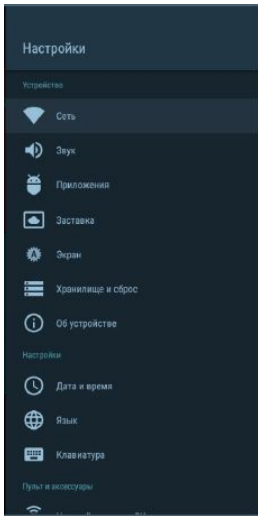 Настройки
Устройство
Сеть
Звук
Приложения
Заставка
Экран
Хранилище и сброс
Об устройстве
Настройки
Дата и время
Язык
Клавиатура
Пульт и аксессуары